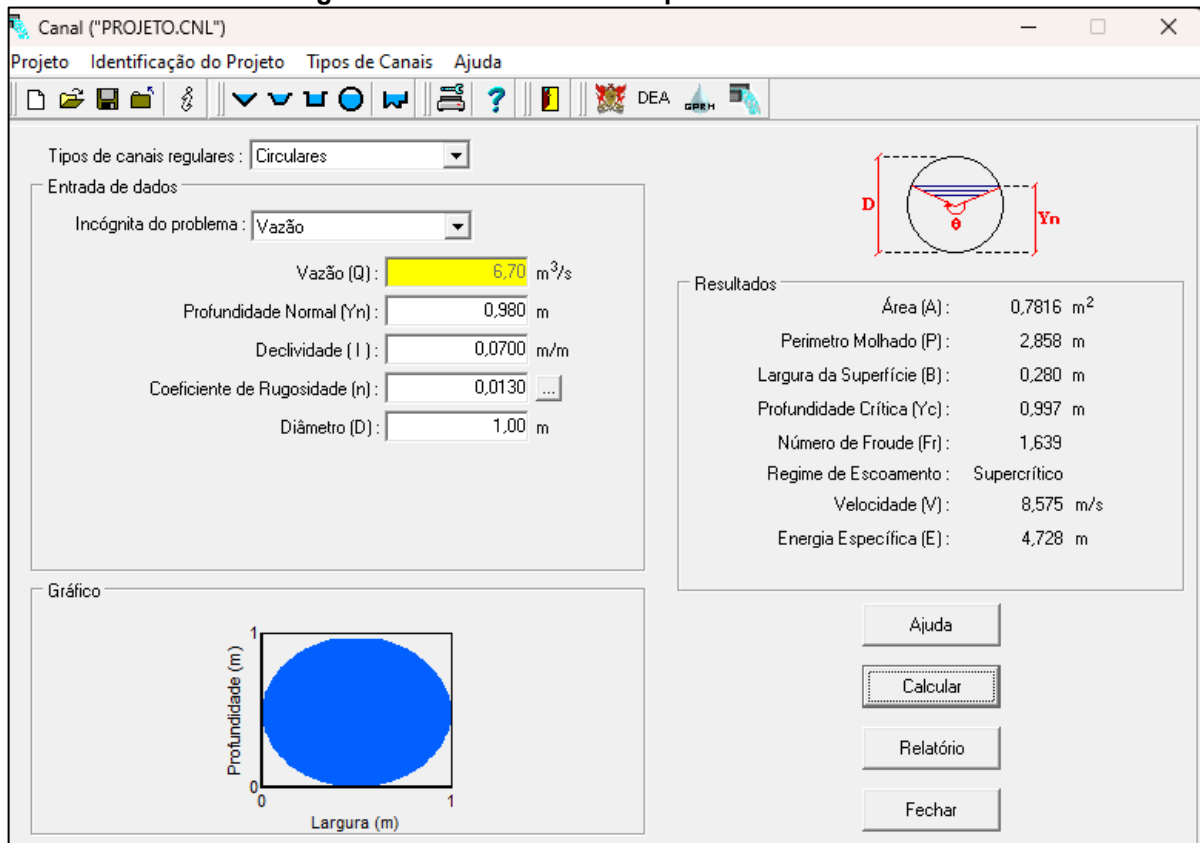 Canal ("PROJETO.CNL")
Projeto Identificação do Projeto Tipos de Canais Ajuda
DEA GPRH
Tipos de canais regulares : Circulares
Entrada de dados
Incógnita do problema : Vazão
Vazão (Q) : 6,70 m³/s
Profundidade Normal (Yn) : 0,980 m
Declividade ( I ) : 0,0700 m/m
Coeficiente de Rugosidade (n) : 0,0130 ...
Diâmetro (D) : 1,00 m
D
θ
Yn
Resultados
Área (A) : 0,7816 m²
Perimetro Molhado (P) : 2,858 m
Largura da Superfície (B) : 0,280 m
Profundidade Crítica (Yc) : 0,997 m
Número de Froude (Fr) : 1,639
Regime de Escoamento : Supercrítico
Velocidade (V) : 8,575 m/s
Energia Específica (E) : 4,728 m
Gráfico
1
Profundidade (m)
0
0 1
Largura (m)
Ajuda
Calcular
Relatório
Fechar